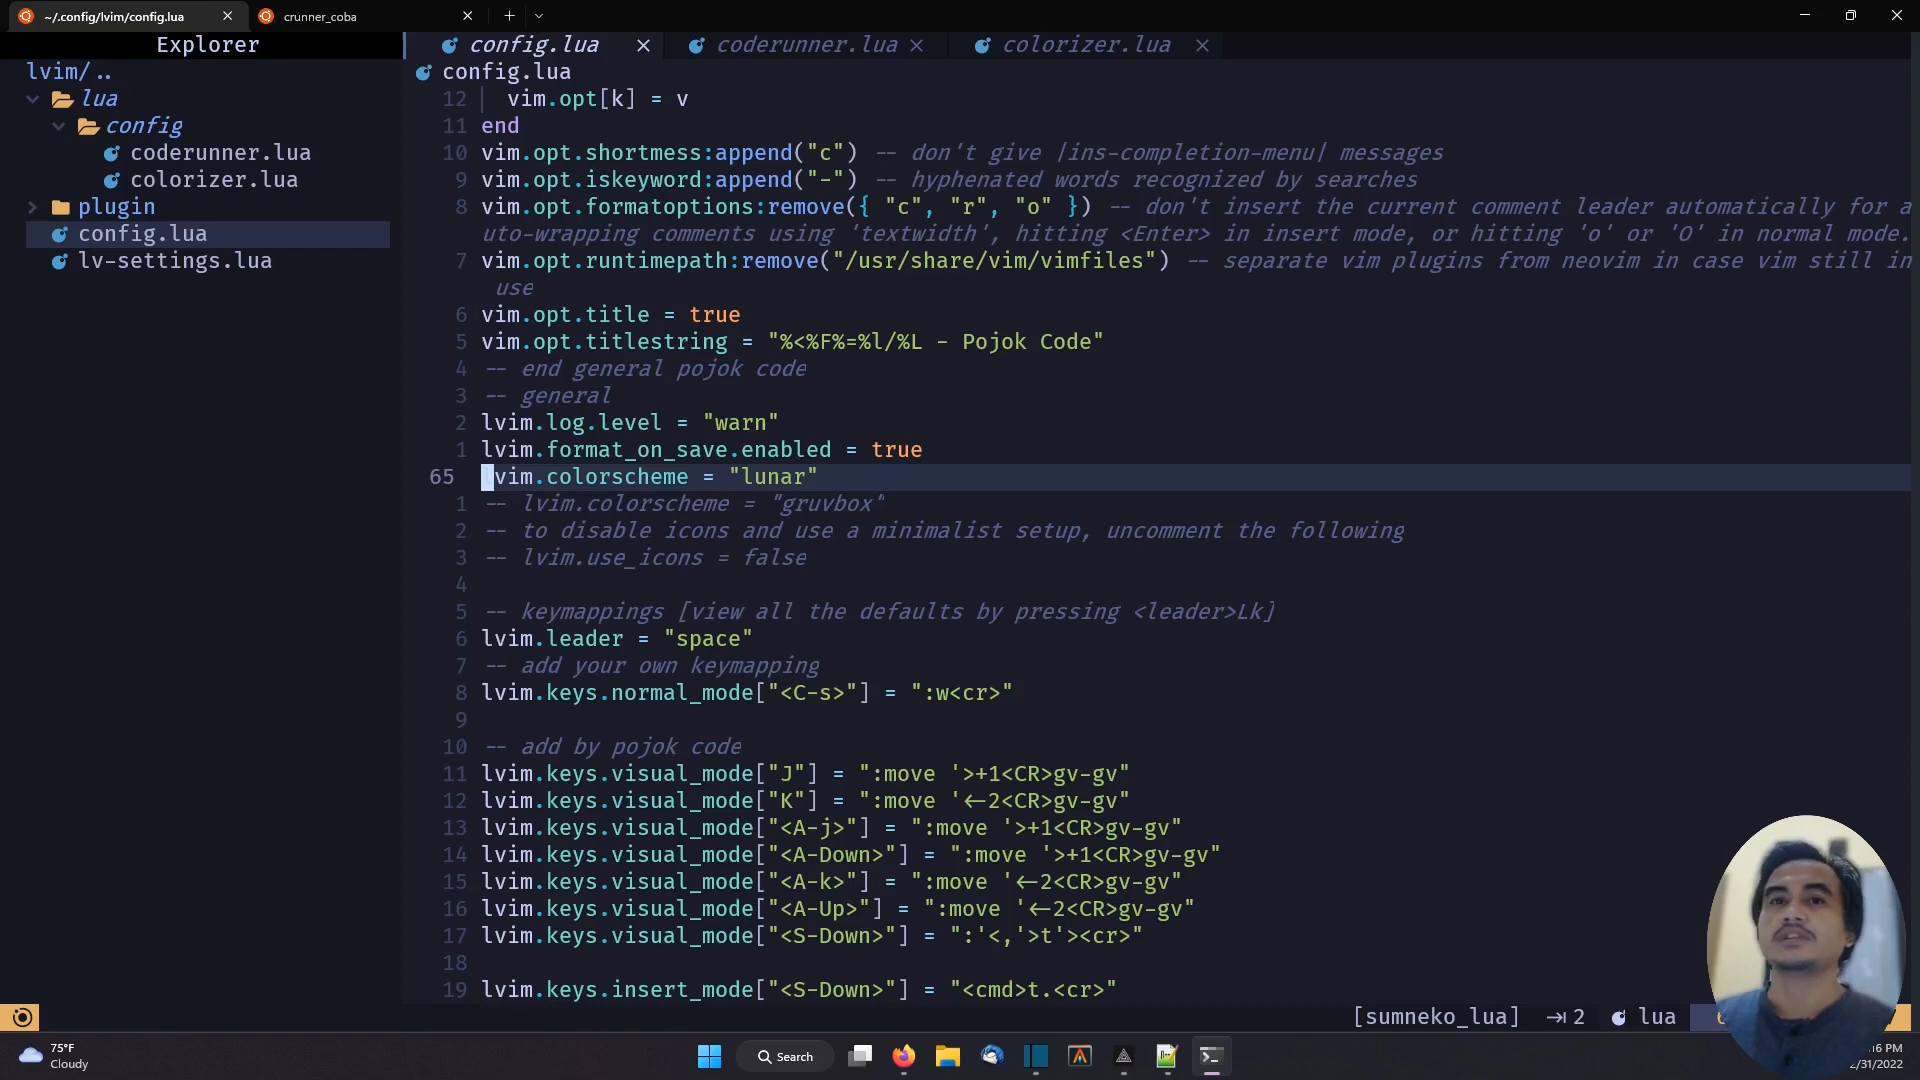 ~/.config/lvim/config.lua
crunner_coba
Explorer
config.lua
coderunner.lua
colorizer.lua
lvim/..
lua
config
coderunner.lua
colorizer.lua
plugin
config.lua
lv-settings.lua
config.lua
12 vim.opt[k] = v
11 end
10 vim.opt.shortmess:append("c") -- don't give |ins-completion-menu| messages
9 vim.opt.iskeyword:append("-") -- hyphenated words recognized by searches
8 vim.opt.formatoptions:remove({ "c", "r", "o" }) -- don't insert the current comment leader automatically for a
uto-wrapping comments using 'textwidth', hitting <Enter> in insert mode, or hitting 'o' or 'O' in normal mode.
7 vim.opt.runtimepath:remove("/usr/share/vim/vimfiles") -- separate vim plugins from neovim in case vim still in
use
6 vim.opt.title = true
5 vim.opt.titlestring = "%<%F%=%l/%L - Pojok Code"
4 -- end general pojok code
3 -- general
2 lvim.log.level = "warn"
1 lvim.format_on_save.enabled = true
65 lvim.colorscheme = "lunar"
1 -- lvim.colorscheme = "gruvbox"
2 -- to disable icons and use a minimalist setup, uncomment the following
3 -- lvim.use_icons = false
4
5 -- keymappings [view all the defaults by pressing <leader>Lk]
6 lvim.leader = "space"
7 -- add your own keymapping
8 lvim.keys.normal_mode["<C-s>"] = ":w<cr>"
9
10 -- add by pojok code
11 lvim.keys.visual_mode["J"] = ":move '>+1<CR>gv-gv"
12 lvim.keys.visual_mode["K"] = ":move '<-2<CR>gv-gv"
13 lvim.keys.visual_mode["<A-j>"] = ":move '>+1<CR>gv-gv"
14 lvim.keys.visual_mode["<A-Down>"] = ":move '>+1<CR>gv-gv"
15 lvim.keys.visual_mode["<A-k>"] = ":move '<-2<CR>gv-gv"
16 lvim.keys.visual_mode["<A-Up>"] = ":move '<-2<CR>gv-gv"
17 lvim.keys.visual_mode["<S-Down>"] = ":'<,'>t'><cr>"
18
19 lvim.keys.insert_mode["<S-Down>"] = "<cmd>t.<cr>"
[sumneko_lua] ⇥ 2 lua
75°F
Cloudy
Search
16 PM
/31/2022